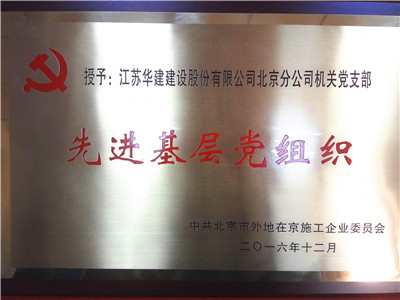 授予：江苏华建建设股份有限公司北京分公司机关党支部
先进基层党组织
中共北京市外地在京施工企业委员会
二〇一六年十二月